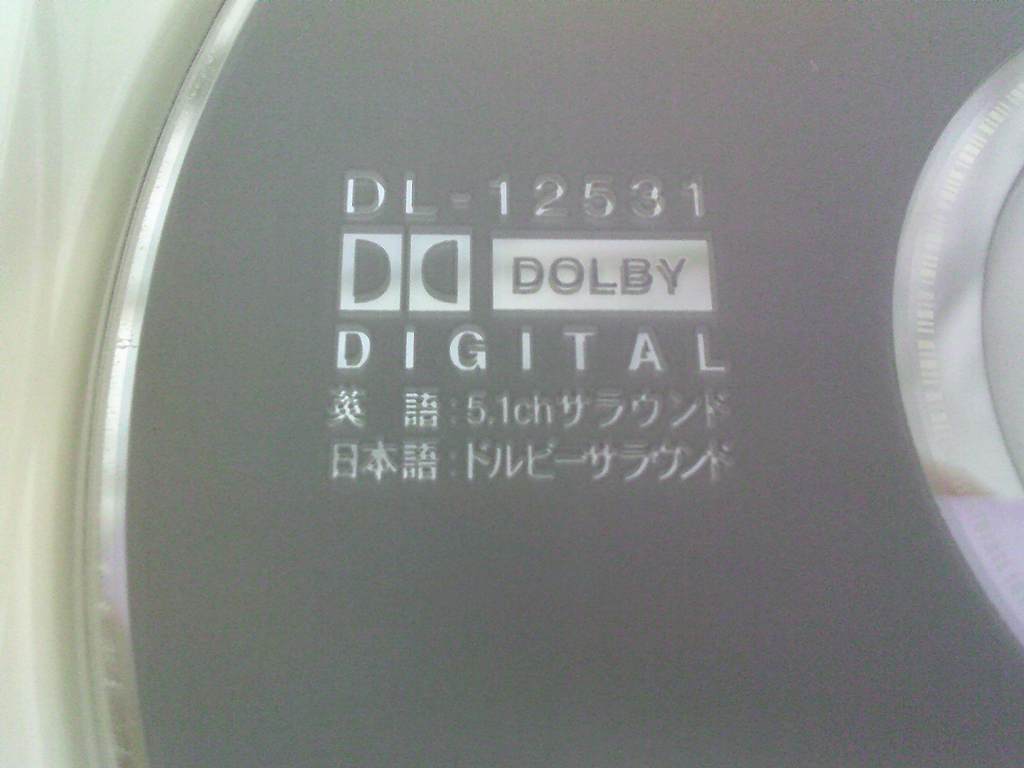 DL-12531
DOLBY
DIGITAL
英 語:5.1chサラウンド
日本語:ドルビーサラウンド